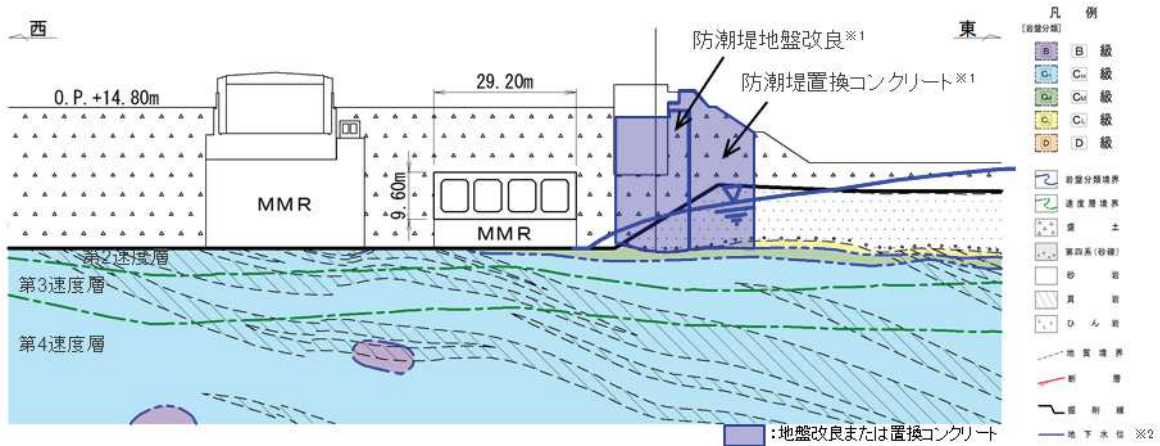 西
東
防潮堤地盤改良※1
防潮堤置換コンクリート※1
29.20m
O.P.+14.80m
9.60m
MMR
MMR
第2速度層
第3速度層
第4速度層
:地盤改良または置換コンクリート
凡 例
[岩盤分類]
B B 級
CH CH 級
CM CM 級
CL CL 級
D D 級
岩盤分類境界
速度層境界
盛 土
第四系(砂礫)
砂 岩
頁 岩
ひ ん 岩
地 質 境 界
断 層
掘 削 線
地 下 水 位 ※2